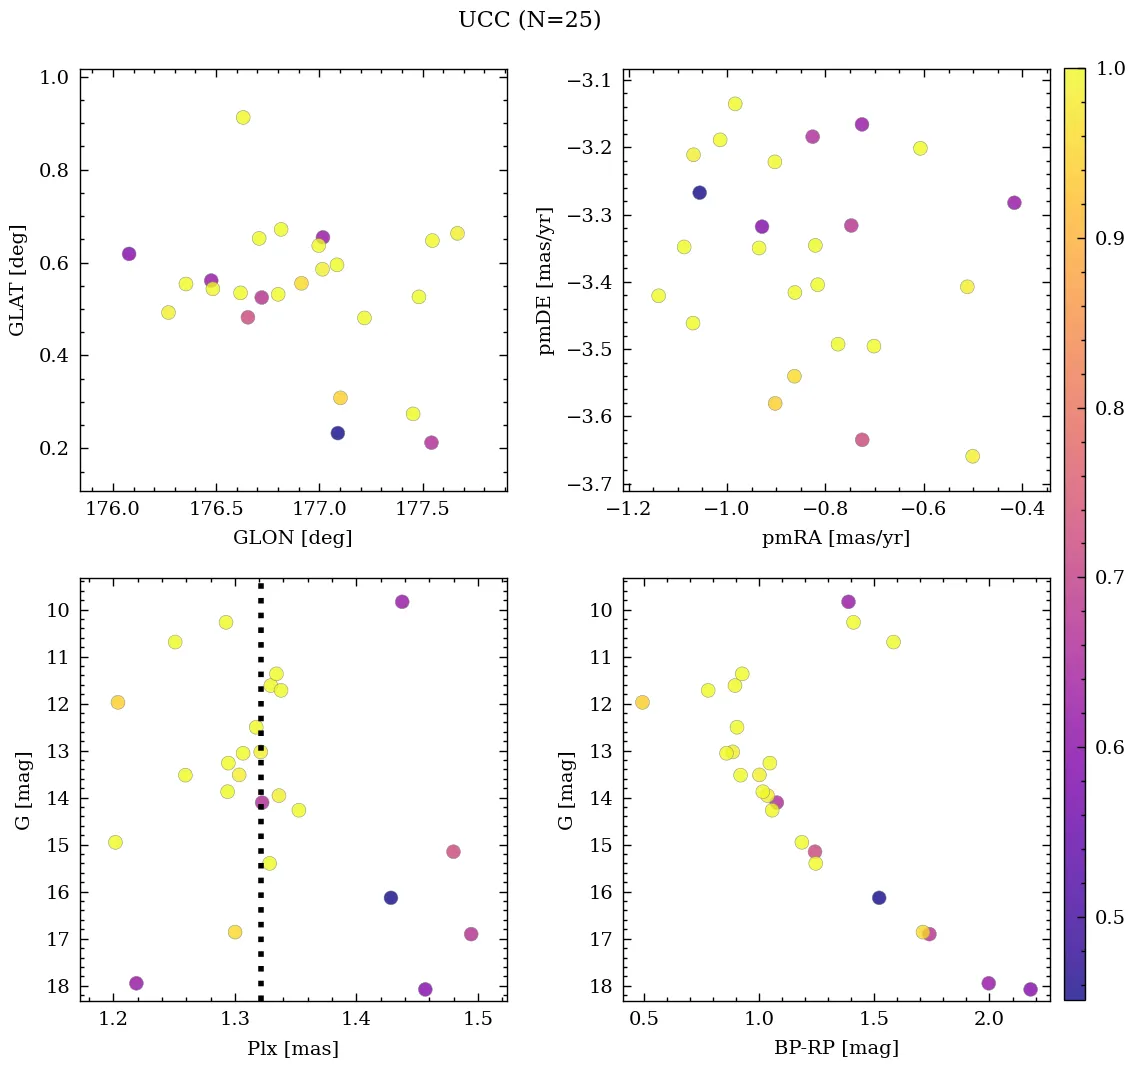 UCC (N=25)
1.0
0.8
0.6
0.4
0.2
GLAT [deg]
176.0 176.5 177.0 177.5
GLON [deg]
−3.1
−3.2
−3.3
−3.4
−3.5
−3.6
−3.7
pmDE [mas/yr]
−1.2 −1.0 −0.8 −0.6 −0.4
pmRA [mas/yr]
10
11
12
13
14
15
16
17
18
G [mag]
1.2 1.3 1.4 1.5
Plx [mas]
10
11
12
13
14
15
16
17
18
G [mag]
0.5 1.0 1.5 2.0
BP-RP [mag]
1.0
0.9
0.8
0.7
0.6
0.5